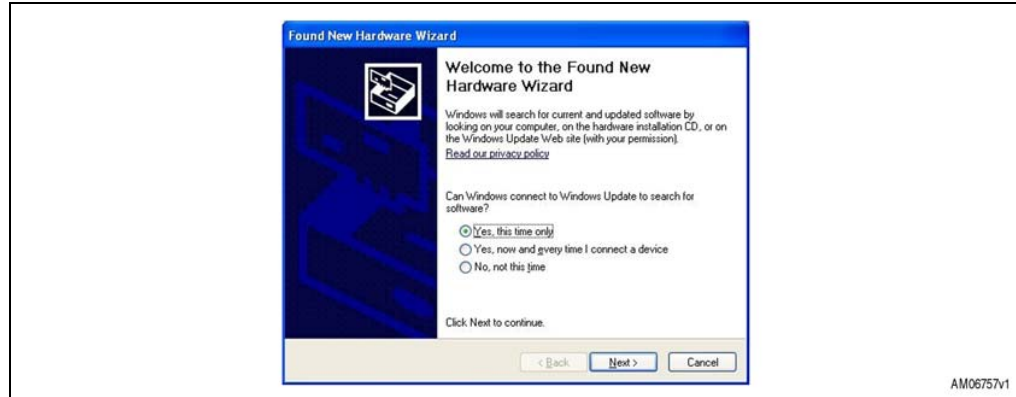 Found New Hardware Wizard
Welcome to the Found New
Hardware Wizard
Windows will search for current and updated software by
looking on your computer, on the hardware installation CD, or on
the Windows Update Web site (with your permission).
Read our privacy policy
Can Windows connect to Windows Update to search for
software?
Yes, this time only
Yes, now and every time I connect a device
No, not this time
Click Next to continue.
< Back
Next >
Cancel
AM06757v1